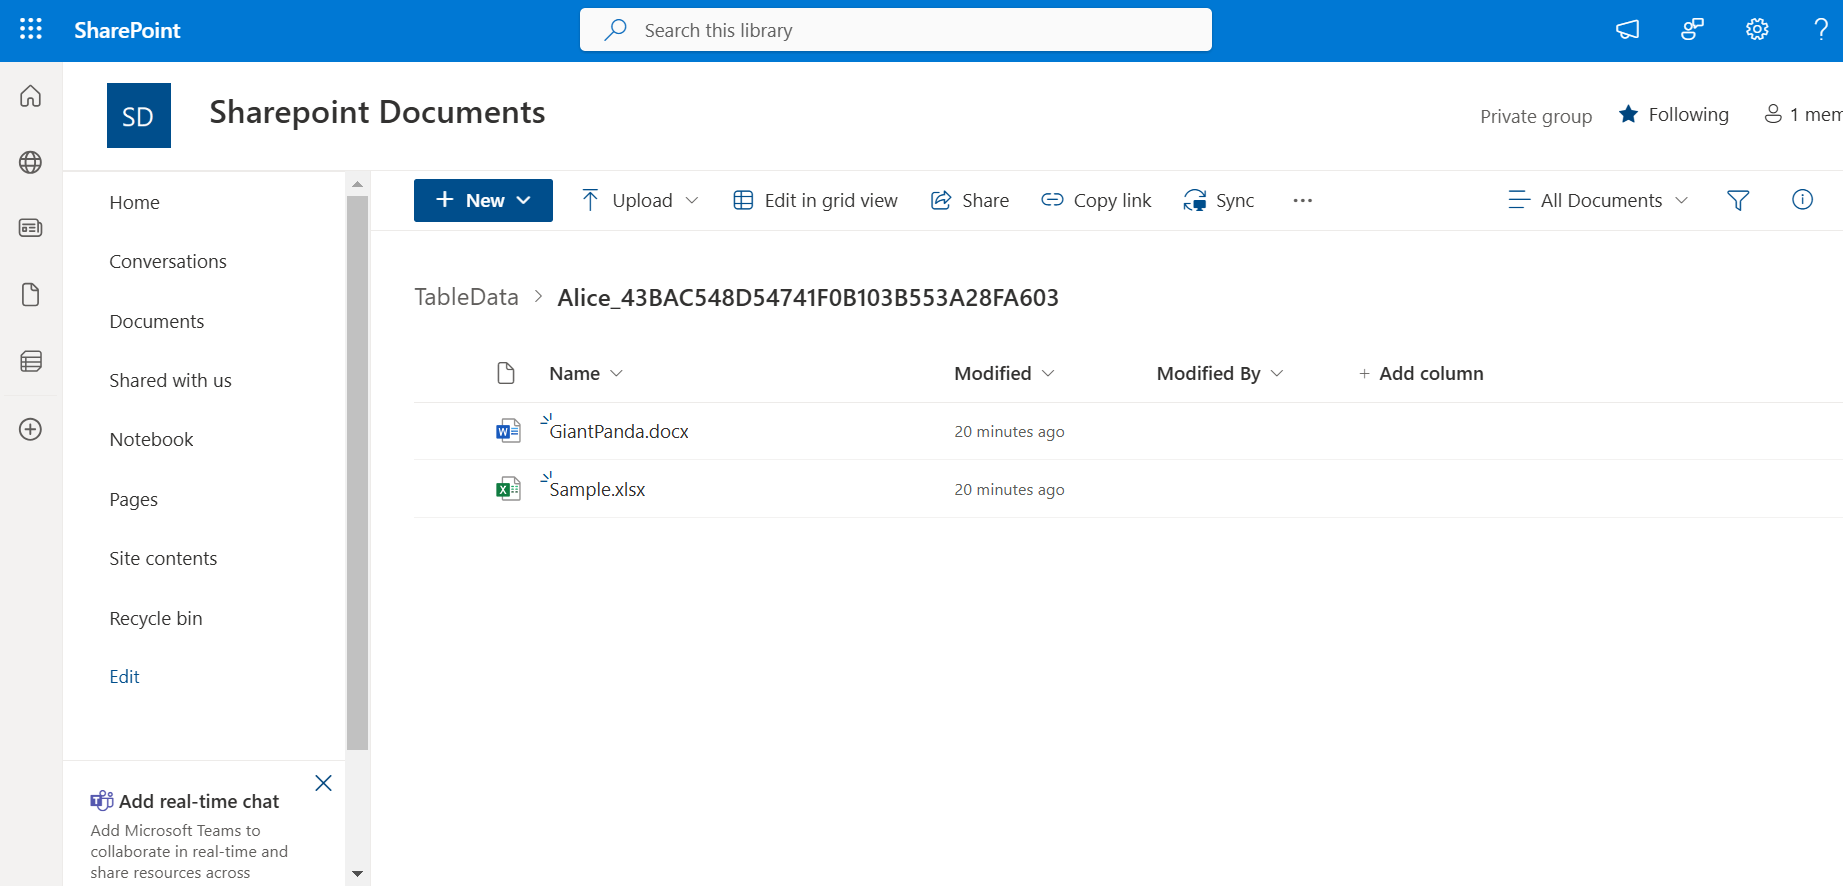 SharePoint
Search this library
SD
Sharepoint Documents
Private group
Following
1 mem
Home
Conversations
Documents
Shared with us
Notebook
Pages
Site contents
Recycle bin
Edit
New
Upload
Edit in grid view
Share
Copy link
Sync
All Documents
TableData > Alice_43BAC548D54741F0B103B553A28FA603
Name
Modified
Modified By
+ Add column
GiantPanda.docx
20 minutes ago
Sample.xlsx
20 minutes ago
Add real-time chat
Add Microsoft Teams to
collaborate in real-time and
share resources across